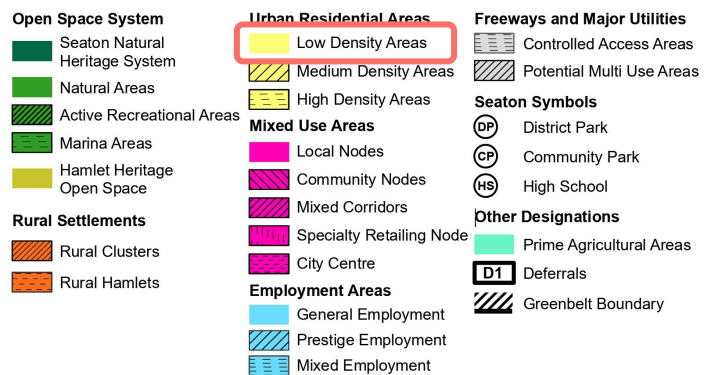 Open Space System
Seaton Natural
Heritage System
Natural Areas
Active Recreational Areas
Marina Areas
Hamlet Heritage
Open Space
Rural Settlements
Rural Clusters
Rural Hamlets
Urban Residential Areas
Low Density Areas
Medium Density Areas
High Density Areas
Mixed Use Areas
Local Nodes
Community Nodes
Mixed Corridors
Specialty Retailing Node
City Centre
Employment Areas
General Employment
Prestige Employment
Mixed Employment
Freeways and Major Utilities
Controlled Access Areas
Potential Multi Use Areas
Seaton Symbols
DP District Park
CP Community Park
HS High School
Other Designations
Prime Agricultural Areas
D1 Deferrals
Greenbelt Boundary